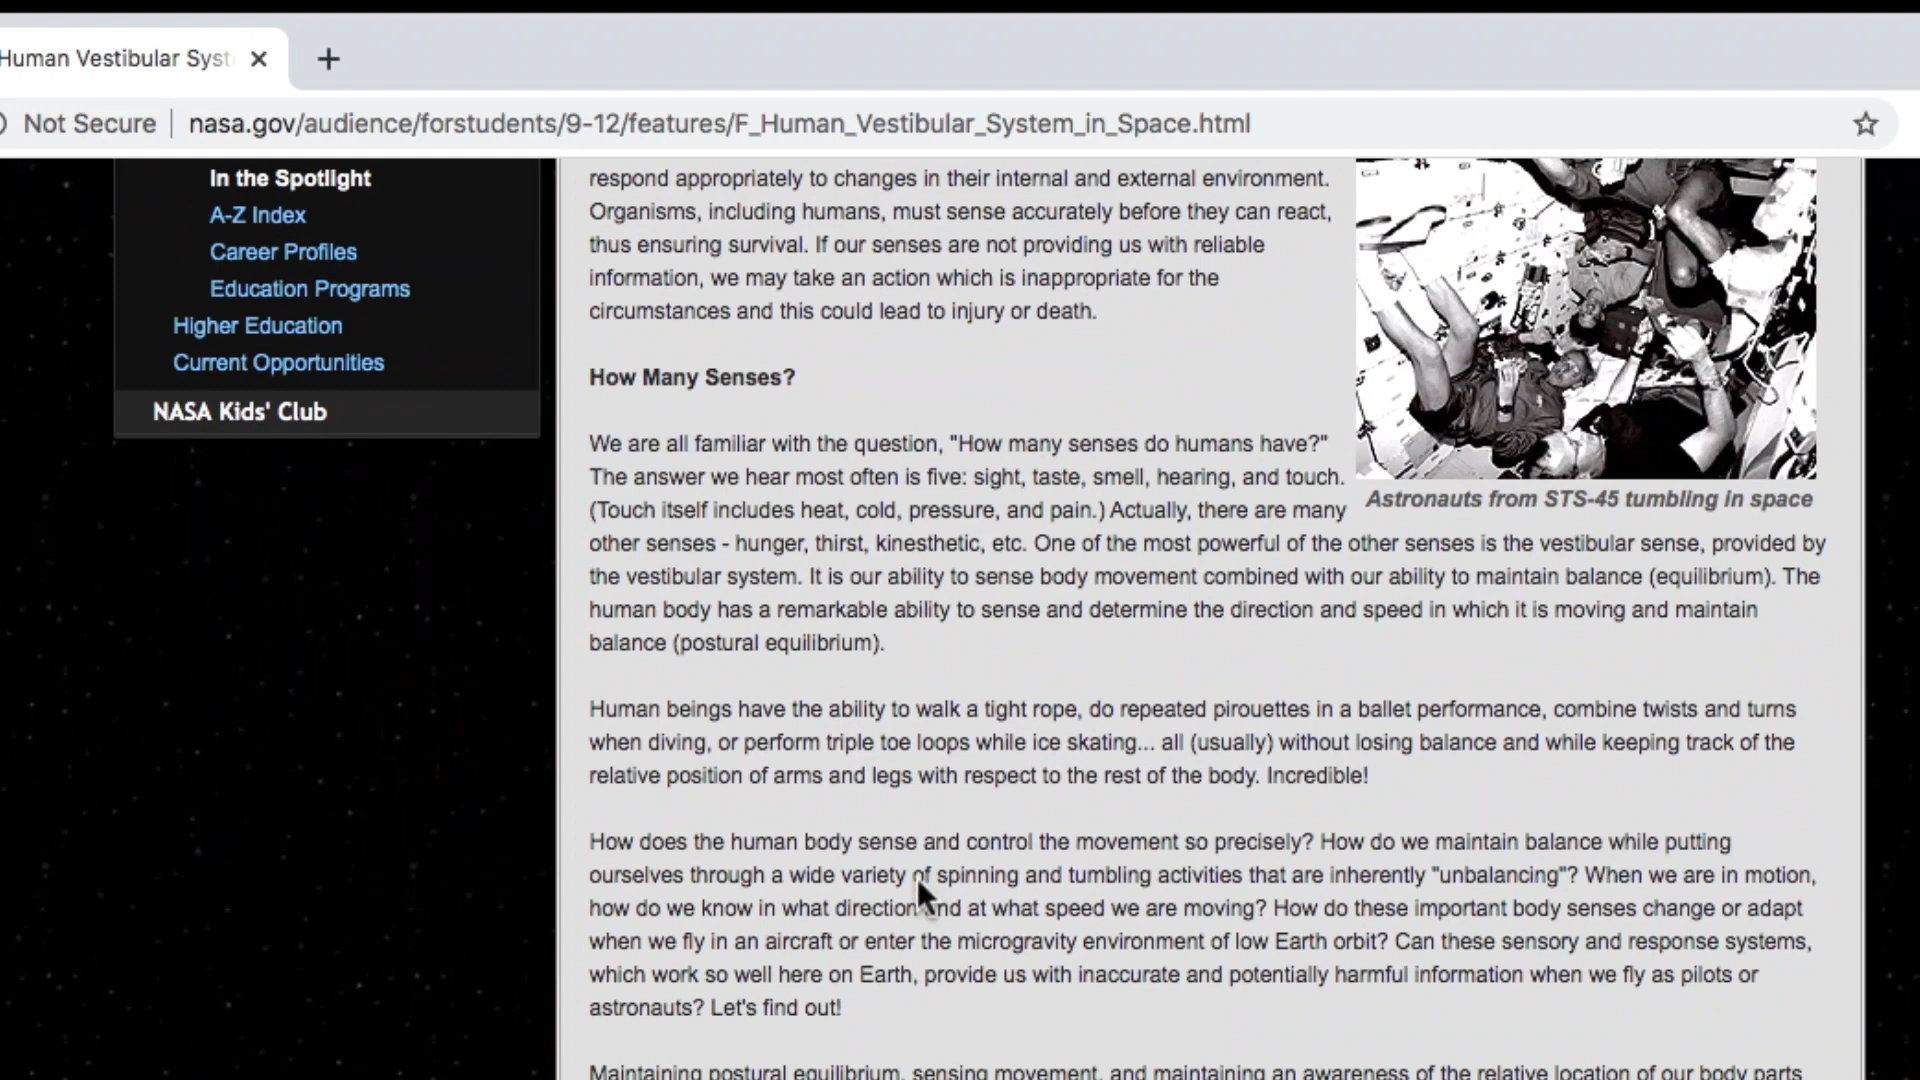 Human Vestibular Syst
Not Secure
nasa.gov/audience/forstudents/9-12/features/F_Human_Vestibular_System_in_Space.html
In the Spotlight
A-Z Index
Career Profiles
Education Programs
Higher Education
Current Opportunities
NASA Kids' Club
respond appropriately to changes in their internal and external environment.
Organisms, including humans, must sense accurately before they can react,
thus ensuring survival. If our senses are not providing us with reliable
information, we may take an action which is inappropriate for the
circumstances and this could lead to injury or death.
How Many Senses?
We are all familiar with the question, "How many senses do humans have?"
The answer we hear most often is five: sight, taste, smell, hearing, and touch.
(Touch itself includes heat, cold, pressure, and pain.) Actually, there are many
Astronauts from STS-45 tumbling in space
other senses - hunger, thirst, kinesthetic, etc. One of the most powerful of the other senses is the vestibular sense, provided by
the vestibular system. It is our ability to sense body movement combined with our ability to maintain balance (equilibrium). The
human body has a remarkable ability to sense and determine the direction and speed in which it is moving and maintain
balance (postural equilibrium).
Human beings have the ability to walk a tight rope, do repeated pirouettes in a ballet performance, combine twists and turns
when diving, or perform triple toe loops while ice skating... all (usually) without losing balance and while keeping track of the
relative position of arms and legs with respect to the rest of the body. Incredible!
How does the human body sense and control the movement so precisely? How do we maintain balance while putting
ourselves through a wide variety of spinning and tumbling activities that are inherently "unbalancing"? When we are in motion,
how do we know in what direction and at what speed we are moving? How do these important body senses change or adapt
when we fly in an aircraft or enter the microgravity environment of low Earth orbit? Can these sensory and response systems,
which work so well here on Earth, provide us with inaccurate and potentially harmful information when we fly as pilots or
astronauts? Let's find out!
Maintaining postural equilibrium, sensing movement, and maintaining an awareness of the relative location of our body parts